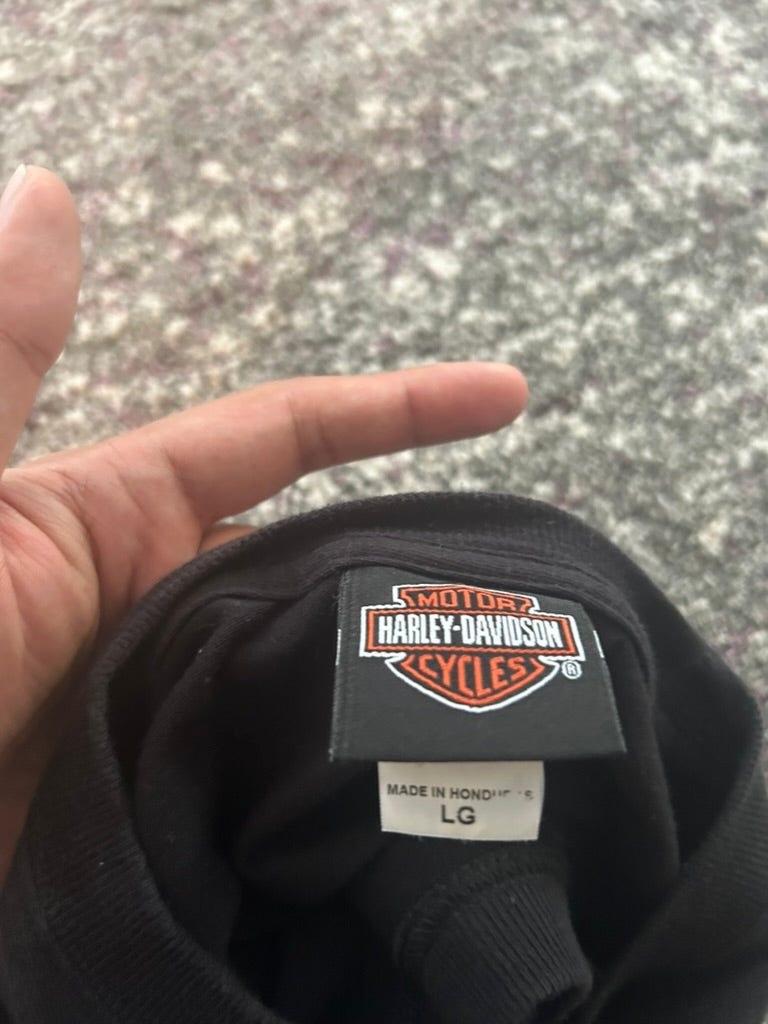 MOTOR
HARLEY-DAVIDSON
CYCLES
®
MADE IN
LG